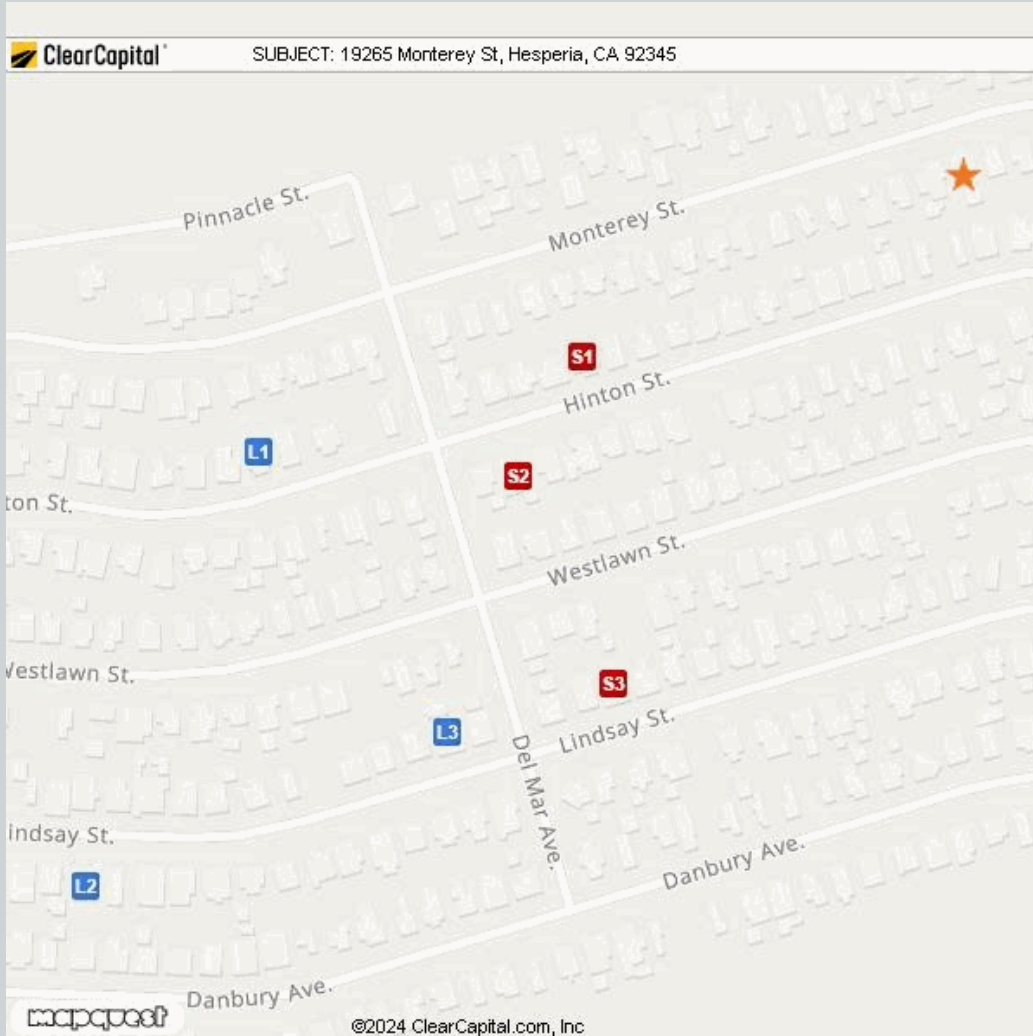 ClearCapital
SUBJECT: 19265 Monterey St, Hesperia, CA 92345
Pinnacle St.
Monterey St.
S1
Hinton St.
L1
S2
ton St.
Westlawn St.
Westlawn St.
S3
L3
Lindsay St.
Del Mar Ave.
indsay St.
Danbury Ave.
L2
Danbury Ave.
mapquest
©2024 ClearCapital.com, Inc